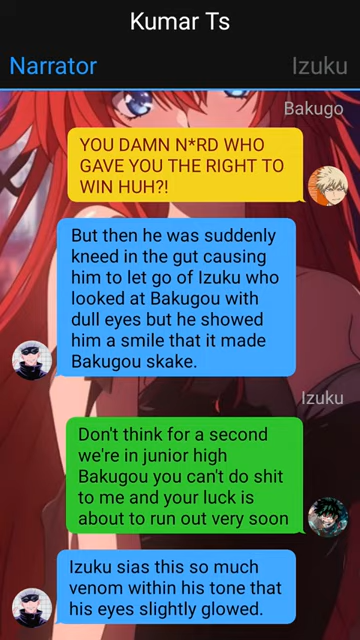 Kumar Ts
Narrator
Izuku
Bakugo
YOU DAMN N*RD WHO
GAVE YOU THE RIGHT TO
WIN HUH?!
But then he was suddenly
kneed in the gut causing
him to let go of Izuku who
looked at Bakugou with
dull eyes but he showed
him a smile that it made
Bakugou skake.
Izuku
Don't think for a second
we're in junior high
Bakugou you can't do shit
to me and your luck is
about to run out very soon
Izuku sias this so much
venom within his tone that
his eyes slightly glowed.